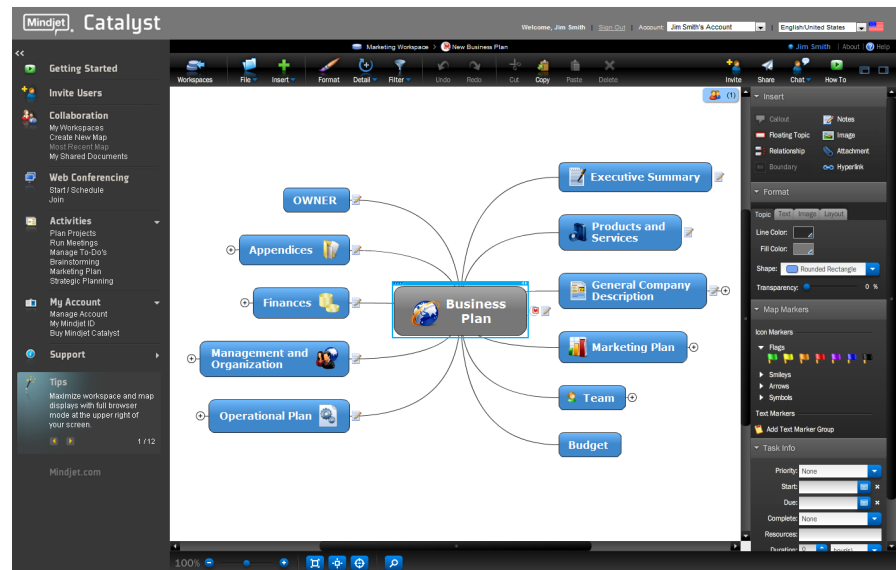 Mindjet Catalyst
Welcome, Jim Smith | Sign Out | Account: Jim Smith's Account English/United States
Marketing Workspace > New Business Plan
Jim Smith | About | Help
<<
Getting Started
Invite Users
Collaboration
My Workspaces
Create New Map
Most Recent Map
My Shared Documents
Web Conferencing
Start / Schedule
Join
Activities
Plan Projects
Run Meetings
Manage To-Do's
Brainstorming
Marketing Plan
Strategic Planning
My Account
Manage Account
My Mindjet ID
Buy Mindjet Catalyst
Support
Tips
Maximize workspace and map
displays with full browser
mode at the upper right of
your screen.
1 / 12
Mindjet.com
Workspaces File Insert Format Detail Filter Undo Redo Cut Copy Paste Delete Invite Share Chat How To
(1)
OWNER
Appendices
Finances
Management and
Organization
Operational Plan
Business
Plan
Executive Summary
Products and
Services
General Company
Description
Marketing Plan
Team
Budget
Insert
Callout Notes
Floating Topic Image
Relationship Attachment
Boundary Hyperlink
Format
Topic Text Image Layout
Line Color:
Fill Color:
Shape: Rounded Rectangle
Transparency: 0 %
Map Markers
Icon Markers
Flags
Smileys
Arrows
Symbols
Text Markers
Add Text Marker Group
Task Info
Priority: None
Start:
Due:
Complete: None
Resources:
Duration: 0 hour(s)
100%